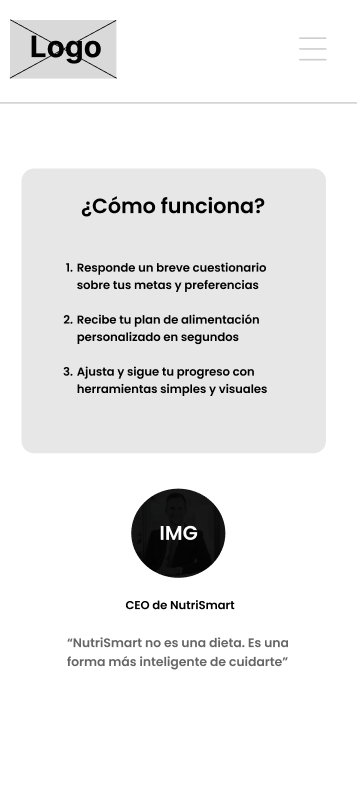 Logo
¿Cómo funciona?
1. Responde un breve cuestionario
sobre tus metas y preferencias
2. Recibe tu plan de alimentación
personalizado en segundos
3. Ajusta y sigue tu progreso con
herramientas simples y visuales
IMG
CEO de NutriSmart
“NutriSmart no es una dieta. Es una
forma más inteligente de cuidarte”